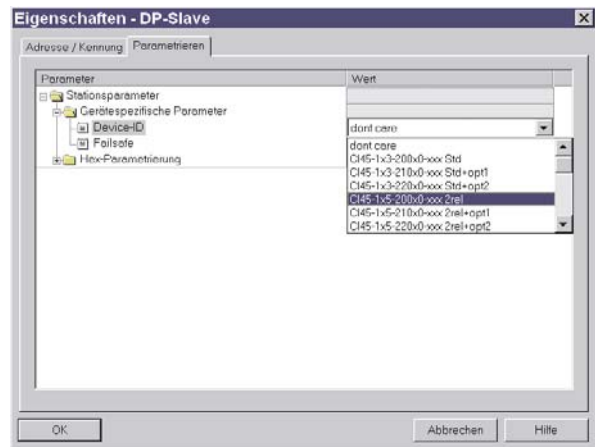 Eigenschaften - DP-Slave
Adresse / Kennung Parametrieren
Parameter Wert
Stationsparameter
Gerätespezifische Parameter
Device-ID dont care
Failsafe dont care
CI45-1x3-200x0-xxx Std
Hex-Parametrierung CI45-1x3-210x0-xxx Std+opt1
CI45-1x3-220x0-xxx Std+opt2
CI45-1x5-200x0-xxx 2rel
CI45-1x5-210x0-xxx 2rel+opt1
CI45-1x5-220x0-xxx 2rel+opt2
OK Abbrechen Hilfe